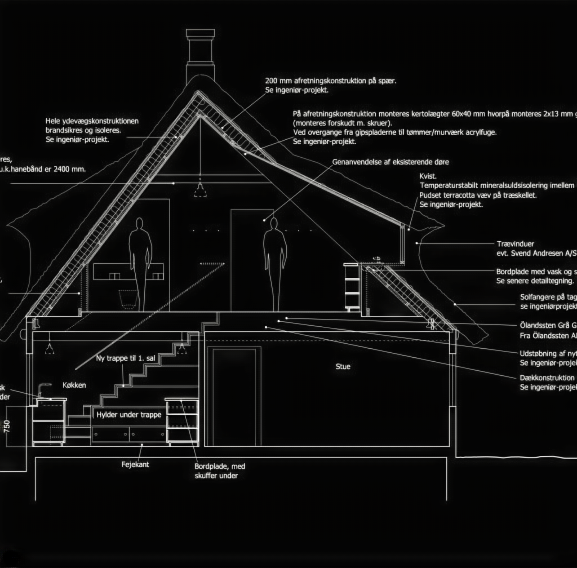 200 mm afretningskonstruktion på spær.
Se ingeniør-projekt.
På afretningskonstruktion monteres kertolægter 60x40 mm hvorpå monteres 2x13 mm g
(monteres forskudt m. skruer).
Ved overgange fra gipspladerne til tømmer/murværk acrylfuge.
Se ingeniør-projekt.
Hele ydevægskonstruktionen
brandsikres og isoleres.
Se ingeniør-projekt.
res,
u.k.hanebånd er 2400 mm.
Genanvendelse af eksisterende døre
Kvist.
Temperaturstabilt mineralsuldsisolering imellem
Pudset terracotta væv på træskellet.
Se ingeniør-projekt.
Trævinduer
evt. Svend Andresen A/S
Bordplade med vask og s
Se senere detailtegning.
Solfangere på tag
se ingeniørprojekt
Ølandssten Grå G
Fra Ölandssten A
Udstøbning af nyt
Se ingeniør-projek
Dækkonstruktion
Se ingeniør-projek
Ny trappe til 1. sal
Stue
Køkken
sk
der
Hylder under trappe
750
Fejekant
Bordplade, med
skuffer under